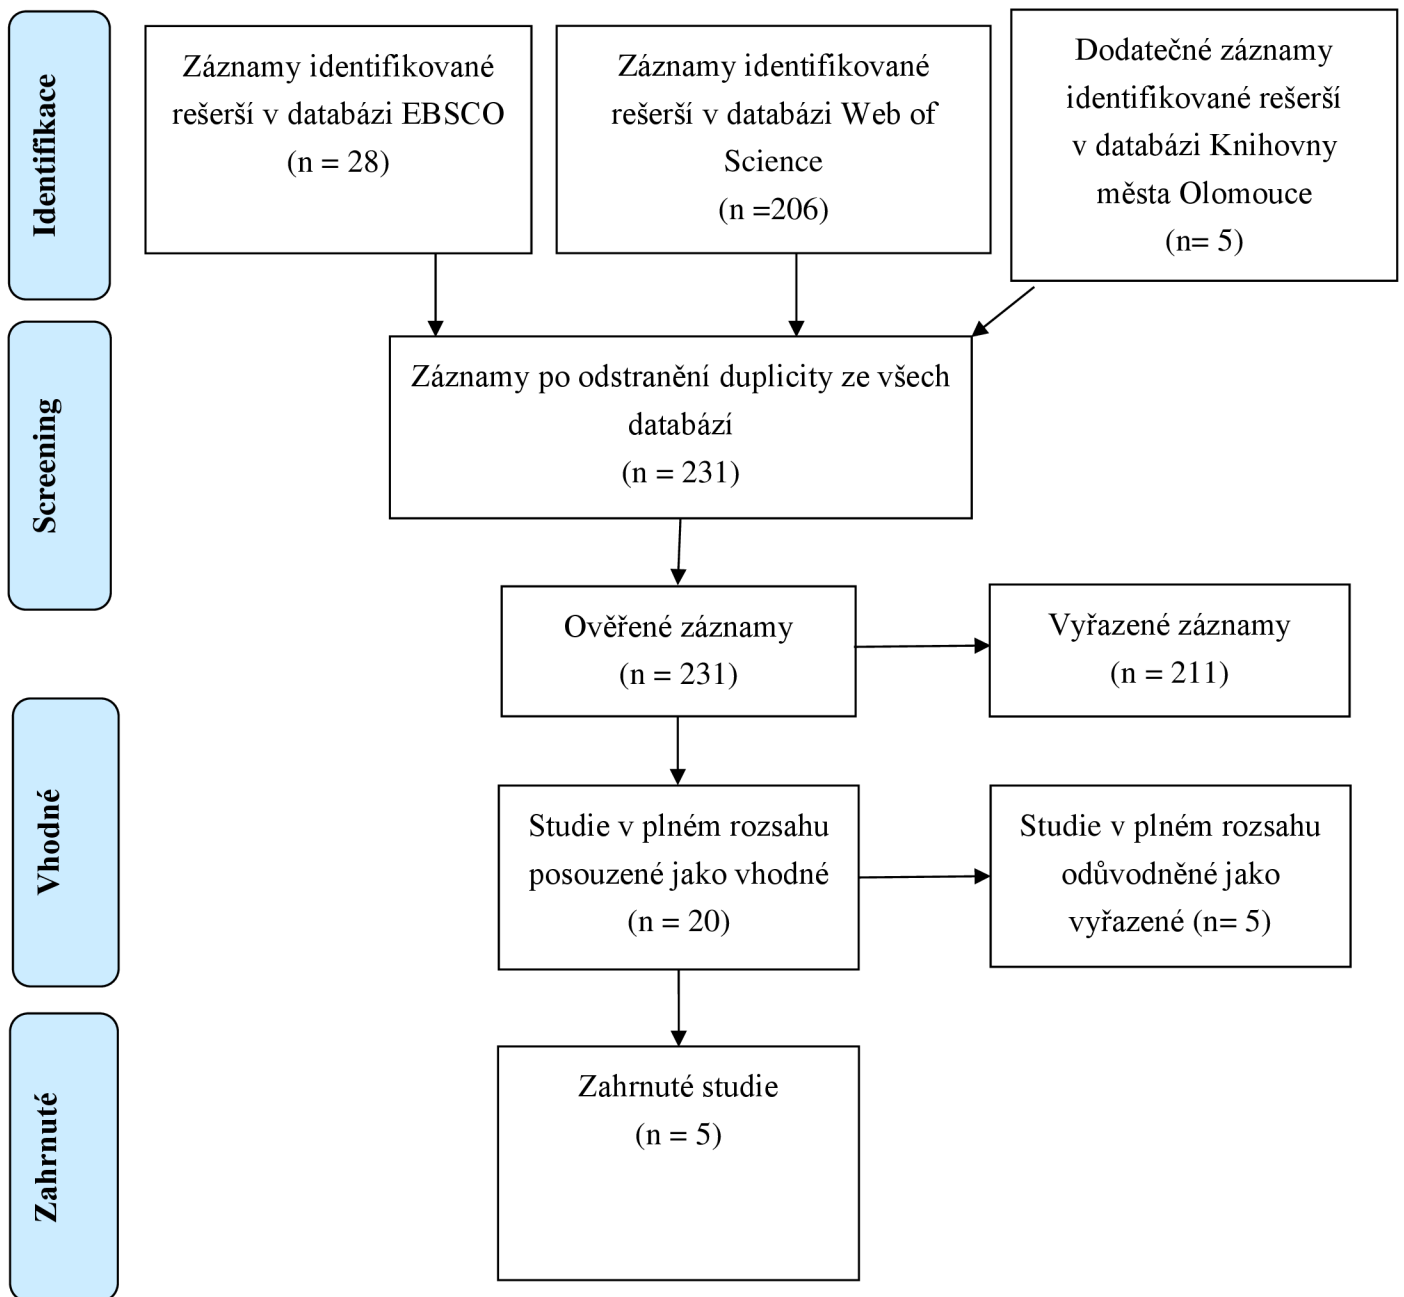 Identifikace
Záznamy identifikované
rešerší v databázi EBSCO
(n = 28)
Záznamy identifikované
rešerší v databázi Web of
Science
(n =206)
Dodatečné záznamy
identifikované rešerší
v databázi Knihovny
města Olomouce
(n= 5)
Screening
Záznamy po odstranění duplicity ze všech
databází
(n = 231)
Ověřené záznamy
(n = 231)
Vyřazené záznamy
(n = 211)
Vhodné
Studie v plném rozsahu
posouzené jako vhodné
(n = 20)
Studie v plném rozsahu
odůvodněné jako
vyřazené (n= 5)
Zahrnuté
Zahrnuté studie
(n = 5)